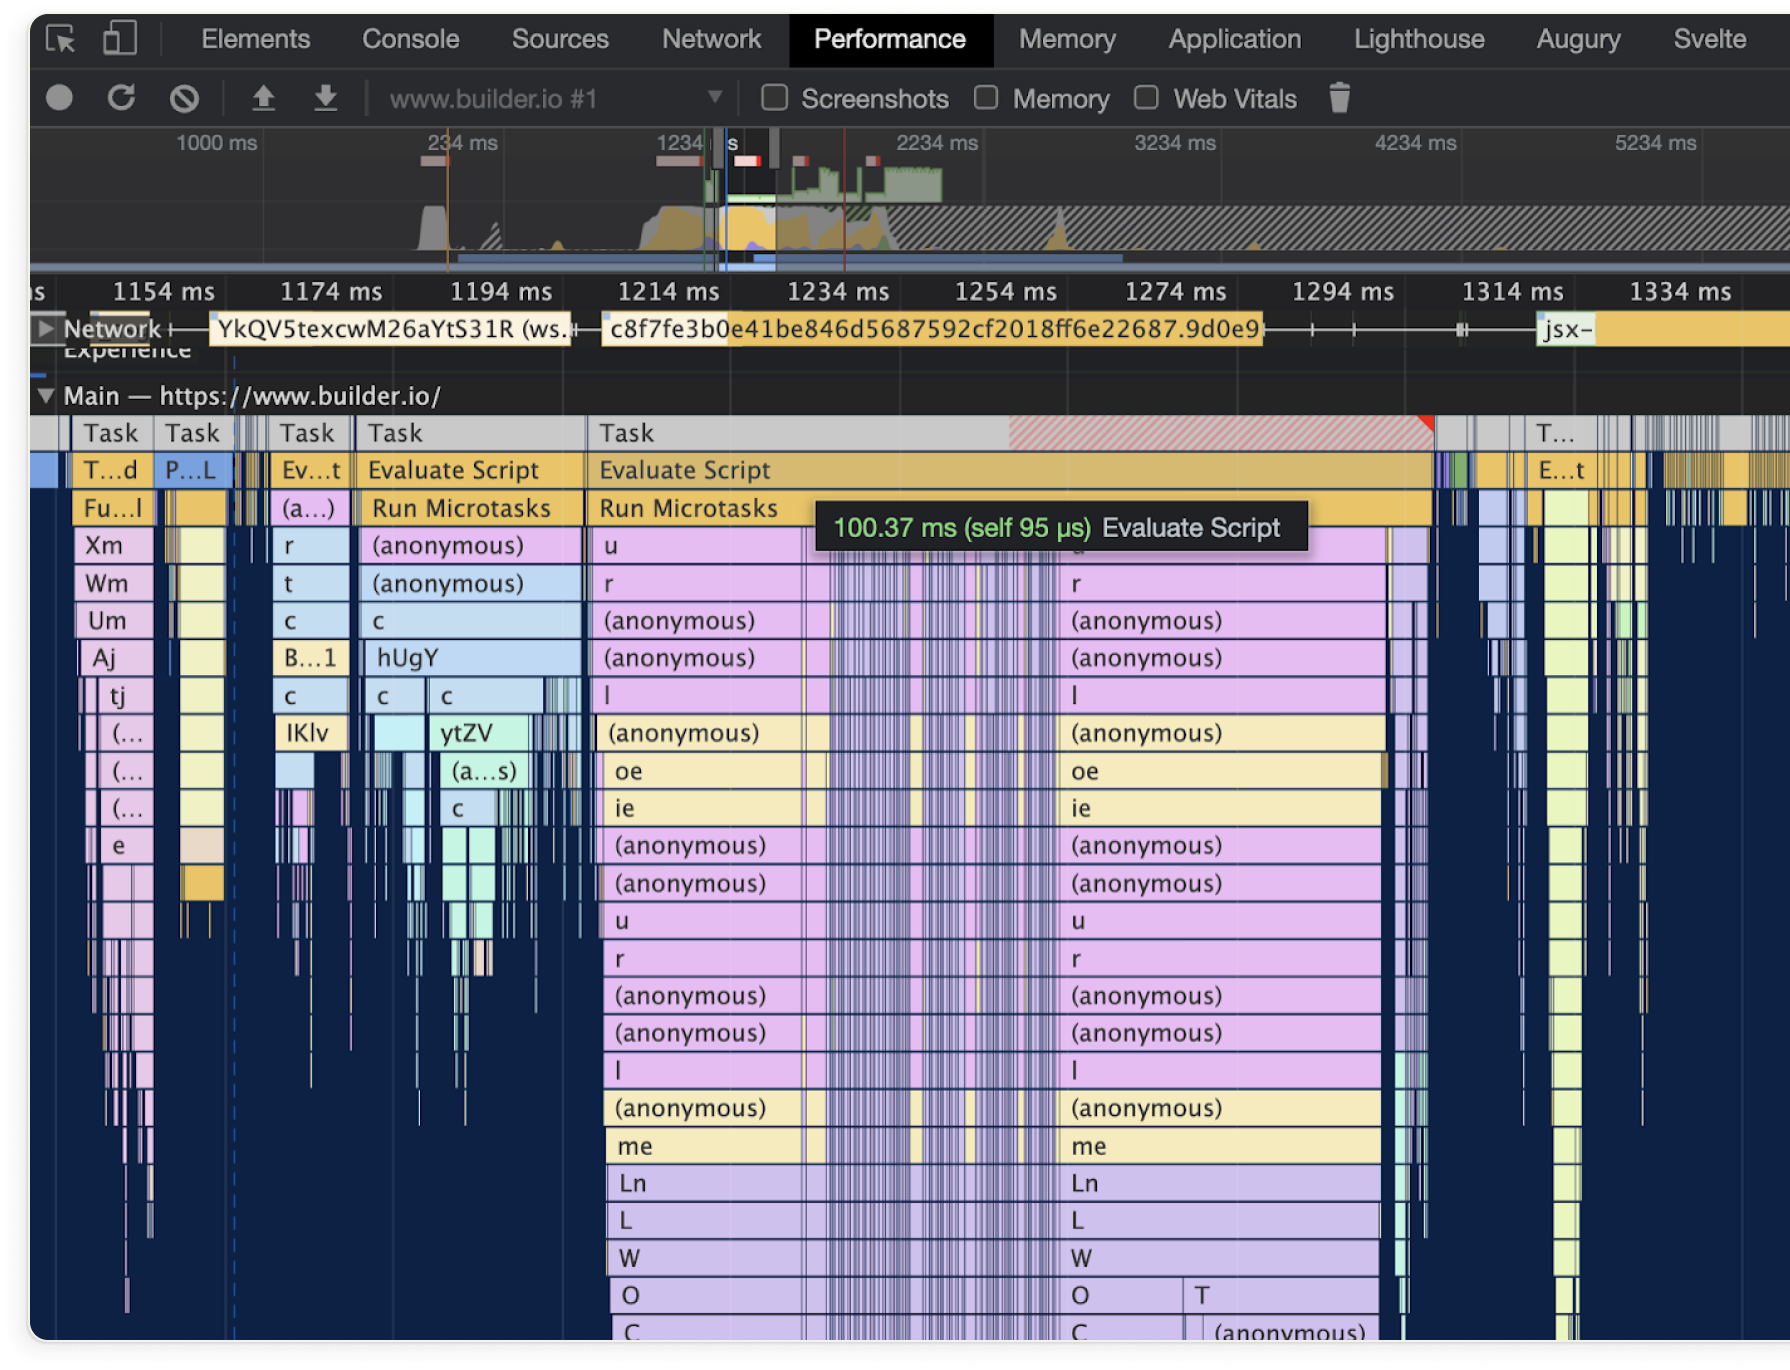 Elements Console Sources Network Performance Memory Application Lighthouse Augury Svelte
www.builder.io #1 Screenshots Memory Web Vitals
1000 ms 234 ms 1234 s 2234 ms 3234 ms 4234 ms 5234 ms
ms 1154 ms 1174 ms 1194 ms 1214 ms 1234 ms 1254 ms 1274 ms 1294 ms 1314 ms 1334 ms
Network YkQV5texcwM26aYtS31R (ws. c8f7fe3b0e41be846d5687592cf2018ff6e22687.9d0e9 jsx-
Experience
Main — https://www.builder.io/
Task Task Task Task Task T...
T...d P...L Ev...t Evaluate Script Evaluate Script E...t
Fu...l (a...) Run Microtasks Run Microtasks
100.37 ms (self 95 µs) Evaluate Script
Xm r (anonymous) u u
Wm t (anonymous) r r
Um c c (anonymous) (anonymous)
Aj B...1 hUgY (anonymous) (anonymous)
tj c c c l l
(... IKlv ytZV (anonymous) (anonymous)
(... (a...s) oe oe
(... c ie ie
e (anonymous) (anonymous)
(anonymous) (anonymous)
u u
r r
(anonymous) (anonymous)
(anonymous) (anonymous)
l l
(anonymous) (anonymous)
me me
Ln Ln
L L
W W
O O T
C C (anonymous)